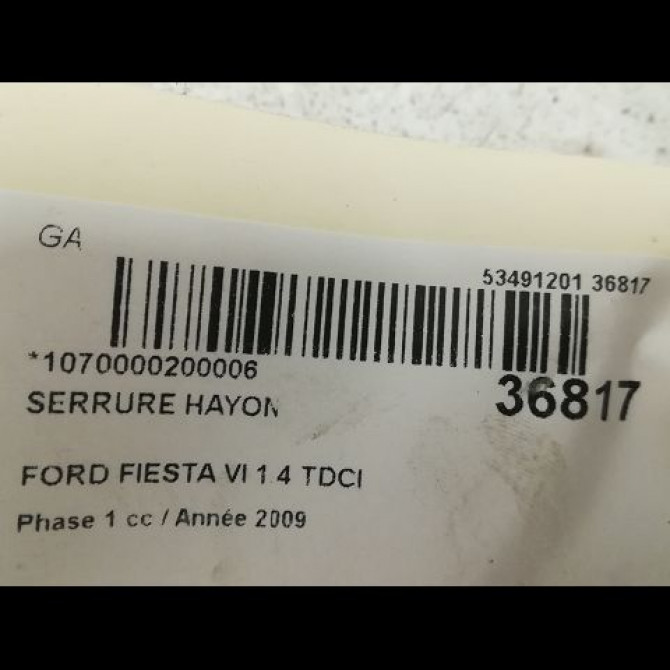 GA
53491201 36817
*1070000200006
36817
SERRURE HAYON
FORD FIESTA VI 1.4 TDCI
Phase 1 cc / Année 2009